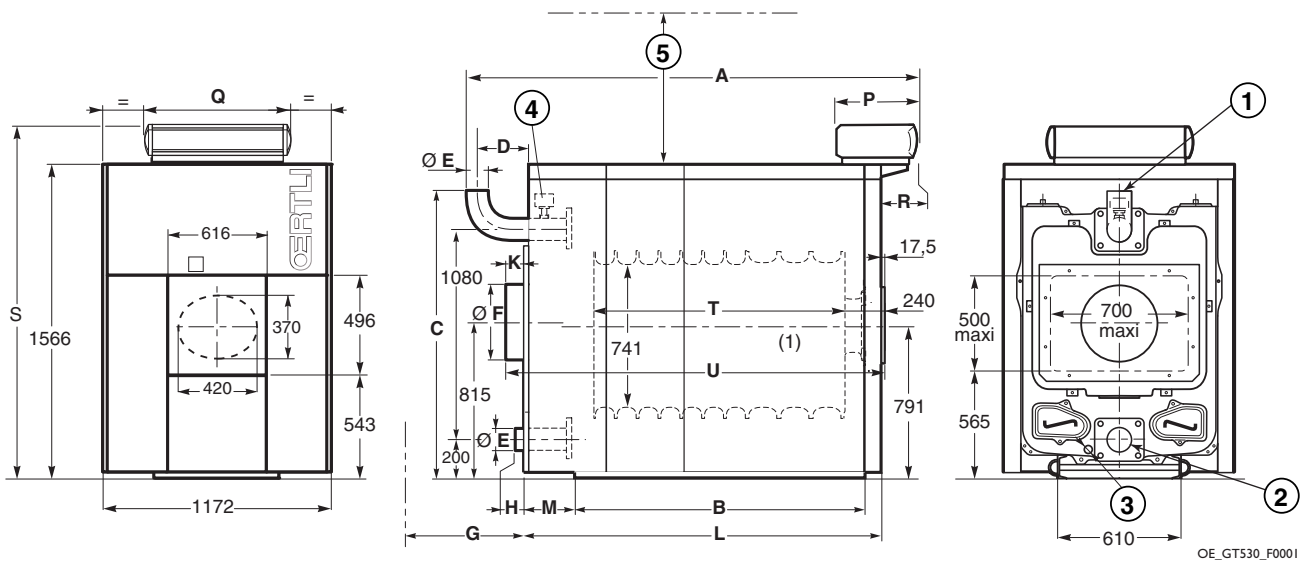 5
A
P
1
= Q =
4
D
Ø E
R
OERTLI
616
17,5
K
1080
T
240
700
maxi
500
maxi
S
1566
C
Ø F
370
496
741
(1)
U
815
791
565
420
543
Ø E
200
3
2
1172
H
M
B
G
L
610
OE_GT530_F0001